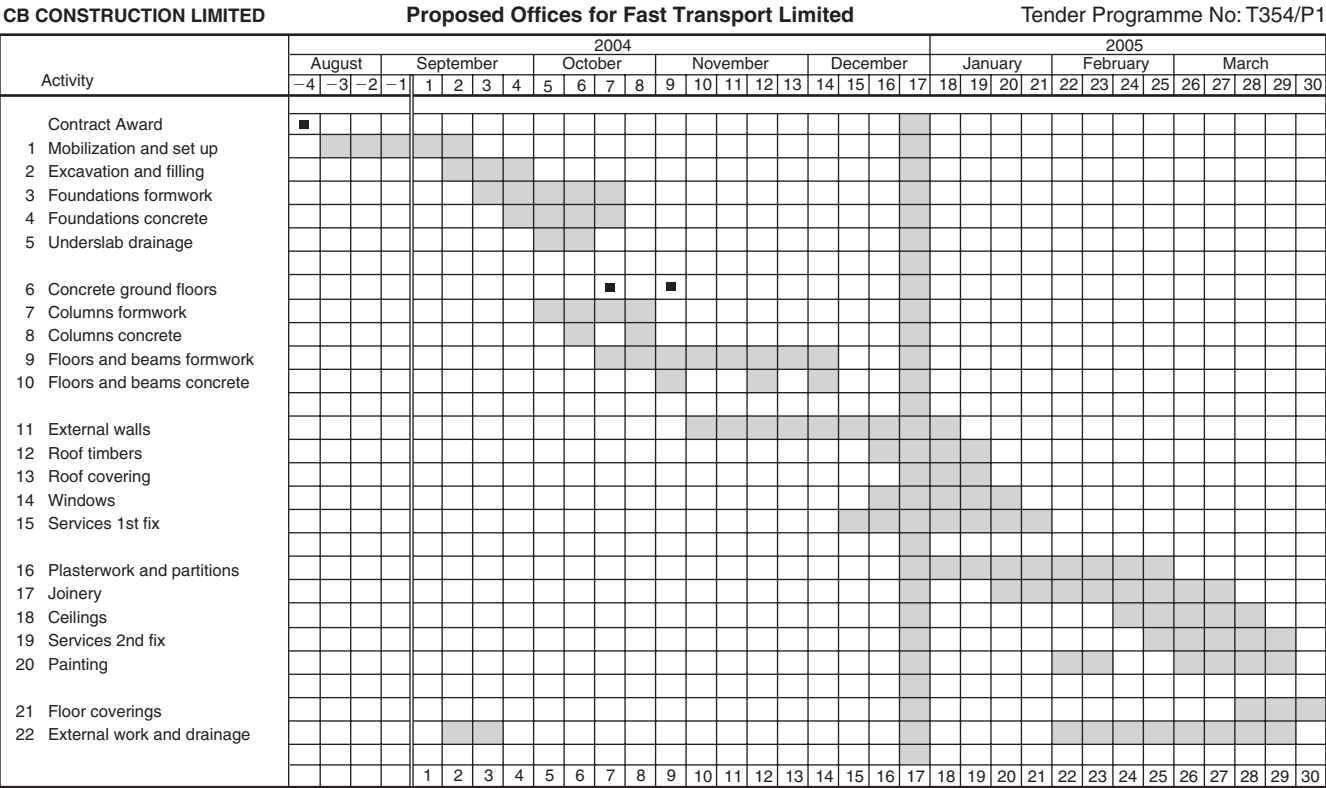 CB CONSTRUCTION LIMITED Proposed Offices for Fast Transport Limited Tender Programme No: T354/P1
2004 2005
Activity August September October November December January February March
−4 −3 −2 −1 1 2 3 4 5 6 7 8 9 10 11 12 13 14 15 16 17 18 19 20 21 22 23 24 25 26 27 28 29 30
Contract Award
1 Mobilization and set up
2 Excavation and filling
3 Foundations formwork
4 Foundations concrete
5 Underslab drainage
6 Concrete ground floors
7 Columns formwork
8 Columns concrete
9 Floors and beams formwork
10 Floors and beams concrete
11 External walls
12 Roof timbers
13 Roof covering
14 Windows
15 Services 1st fix
16 Plasterwork and partitions
17 Joinery
18 Ceilings
19 Services 2nd fix
20 Painting
21 Floor coverings
22 External work and drainage
1 2 3 4 5 6 7 8 9 10 11 12 13 14 15 16 17 18 19 20 21 22 23 24 25 26 27 28 29 30